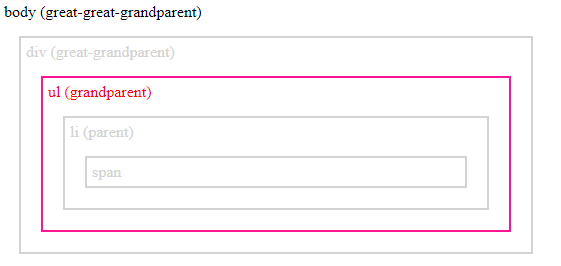 body (great-great-grandparent)
div (great-grandparent)
ul (grandparent)
li (parent)
span